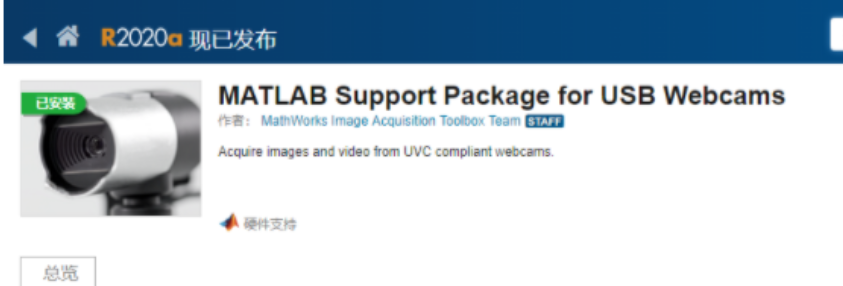 R2020a 现已发布
已安装
MATLAB Support Package for USB Webcams
作者: MathWorks Image Acquisition Toolbox Team STAFF
Acquire images and video from UVC compliant webcams.
硬件支持
总览